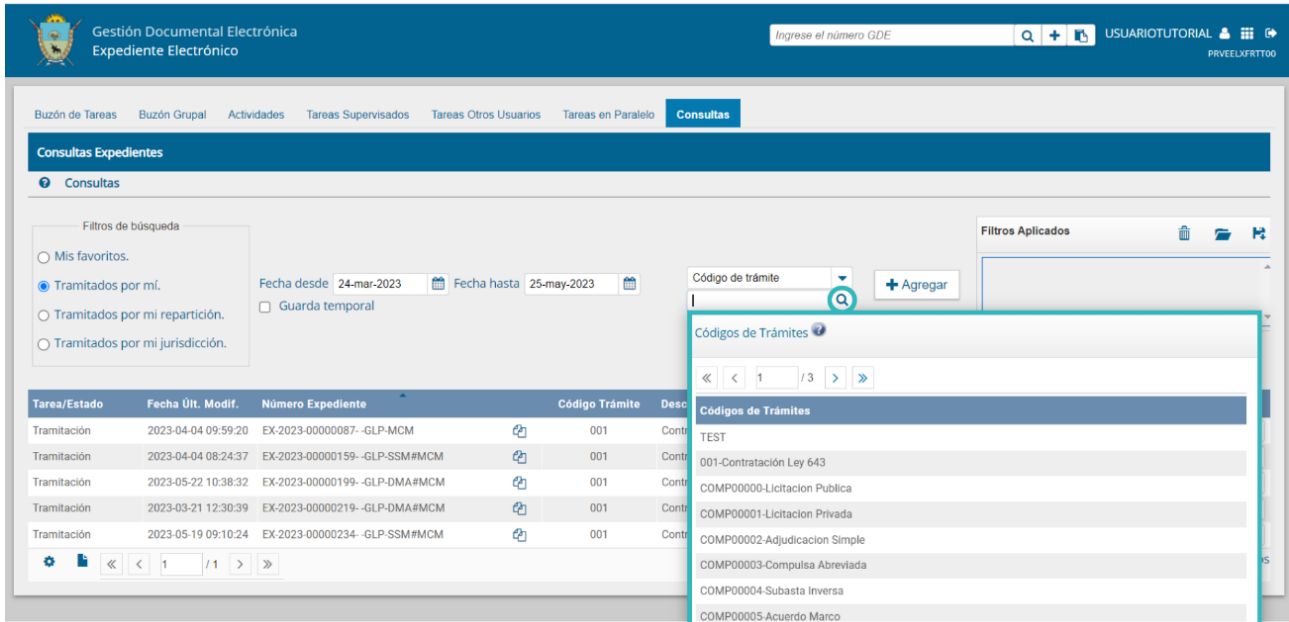 Gestión Documental Electrónica
Expediente Electrónico
Ingrese el número GDE
USUARIOTUTORIAL
PRVEELXFRTT00
Buzón de Tareas Buzón Grupal Actividades Tareas Supervisados Tareas Otros Usuarios Tareas en Paralelo Consultas
Consultas Expedientes
Consultas
Filtros de búsqueda
Mis favoritos.
Tramitados por mí.
Tramitados por mi repartición.
Tramitados por mi jurisdicción.
Fecha desde 24-mar-2023 Fecha hasta 25-may-2023
Guarda temporal
Código de trámite
Agregar
Filtros Aplicados
Códigos de Trámites
1 / 3
Códigos de Trámites
TEST
001-Contratación Ley 643
COMP00000-Licitacion Publica
COMP00001-Licitacion Privada
COMP00002-Adjudicacion Simple
COMP00003-Compulsa Abreviada
COMP00004-Subasta Inversa
COMP00005-Acuerdo Marco
Tarea/Estado Fecha Últ. Modif. Número Expediente Código Trámite Desc
Tramitación 2023-04-04 09:59:20 EX-2023-00000087- -GLP-MCM 001 Contr
Tramitación 2023-04-04 08:24:37 EX-2023-00000159- -GLP-SSM#MCM 001 Contr
Tramitación 2023-05-22 10:38:32 EX-2023-00000199- -GLP-DMA#MCM 001 Contr
Tramitación 2023-03-21 12:30:39 EX-2023-00000219- -GLP-DMA#MCM 001 Contr
Tramitación 2023-05-19 09:10:24 EX-2023-00000234- -GLP-SSM#MCM 001 Contr
1 / 1